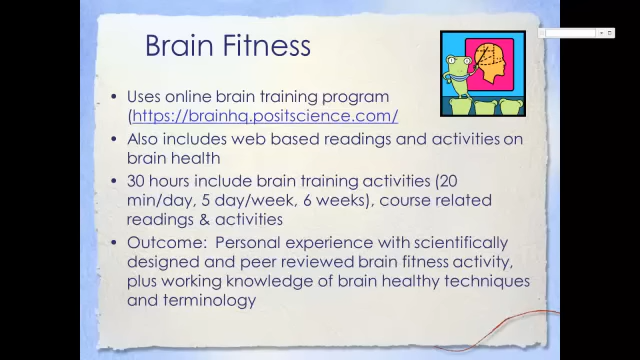 Brain Fitness
• Uses online brain training program
(https://brainhq.positscience.com/
• Also includes web based readings and activities on
brain health
• 30 hours include brain training activities (20
min/day, 5 day/week, 6 weeks), course related
readings & activities
• Outcome: Personal experience with scientifically
designed and peer reviewed brain fitness activity,
plus working knowledge of brain healthy techniques
and terminology